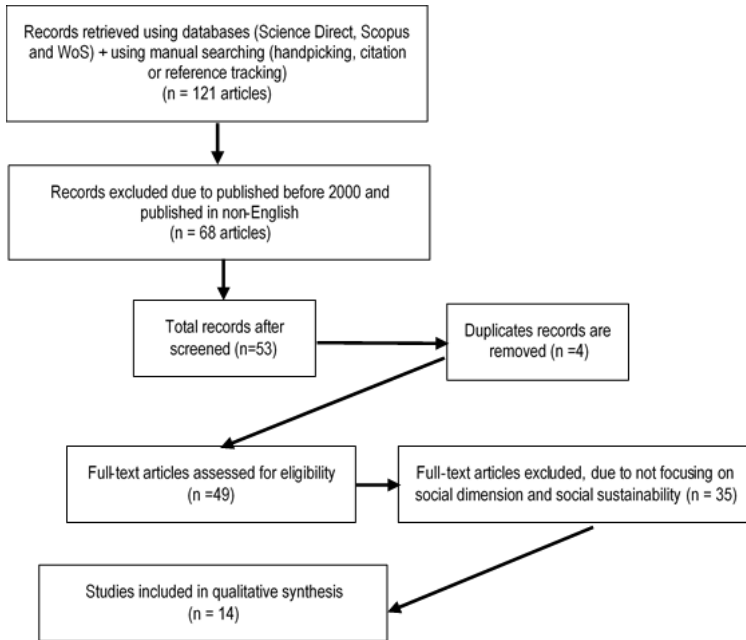 Records retrieved using databases (Science Direct, Scopus
and WoS) + using manual searching (handpicking, citation
or reference tracking)
(n = 121 articles)
Records excluded due to published before 2000 and
published in non-English
(n = 68 articles)
Total records after
screened (n=53)
Duplicates records are
removed (n =4)
Full-text articles assessed for eligibility
(n =49)
Full-text articles excluded, due to not focusing on
social dimension and social sustainability (n = 35)
Studies included in qualitative synthesis
(n = 14)